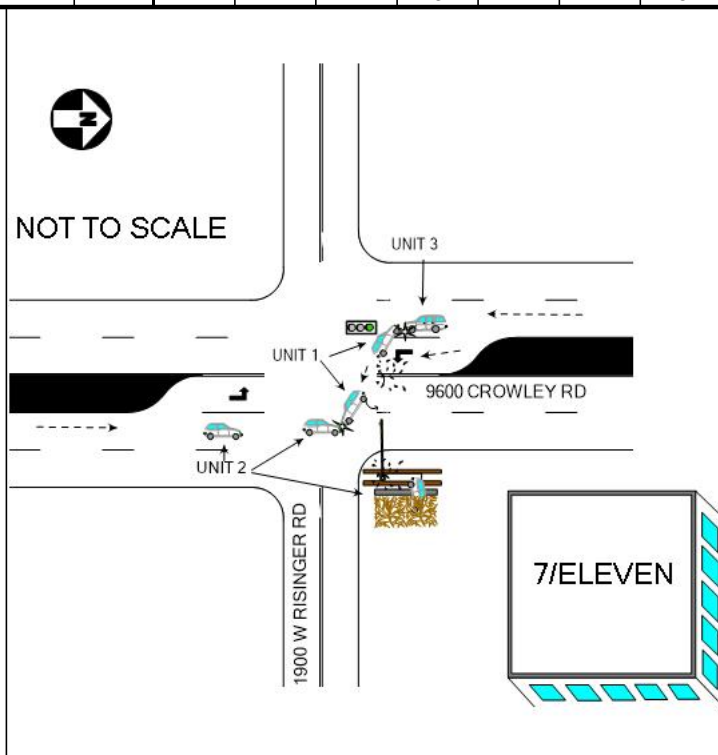 N
NOT TO SCALE
UNIT 3
UNIT 1
9600 CROWLEY RD
UNIT 2
1900 W RISINGER RD
7/ELEVEN